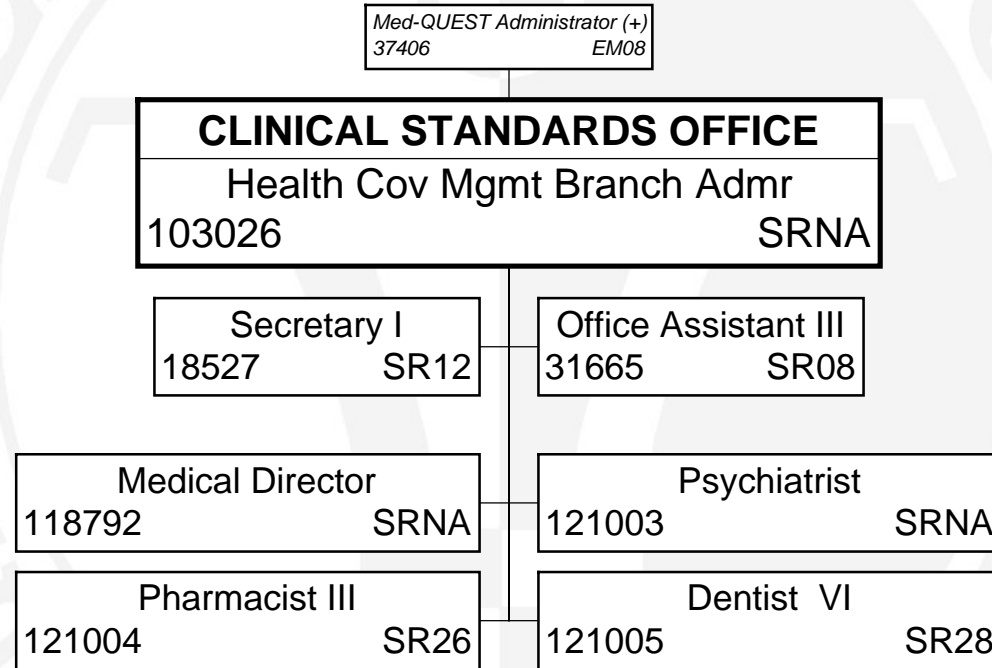 Med-QUEST Administrator (+)
37406 EM08
CLINICAL STANDARDS OFFICE
Health Cov Mgmt Branch Admr
103026 SRNA
Secretary I
18527 SR12
Office Assistant III
31665 SR08
Medical Director
118792 SRNA
Psychiatrist
121003 SRNA
Pharmacist III
121004 SR26
Dentist VI
121005 SR28